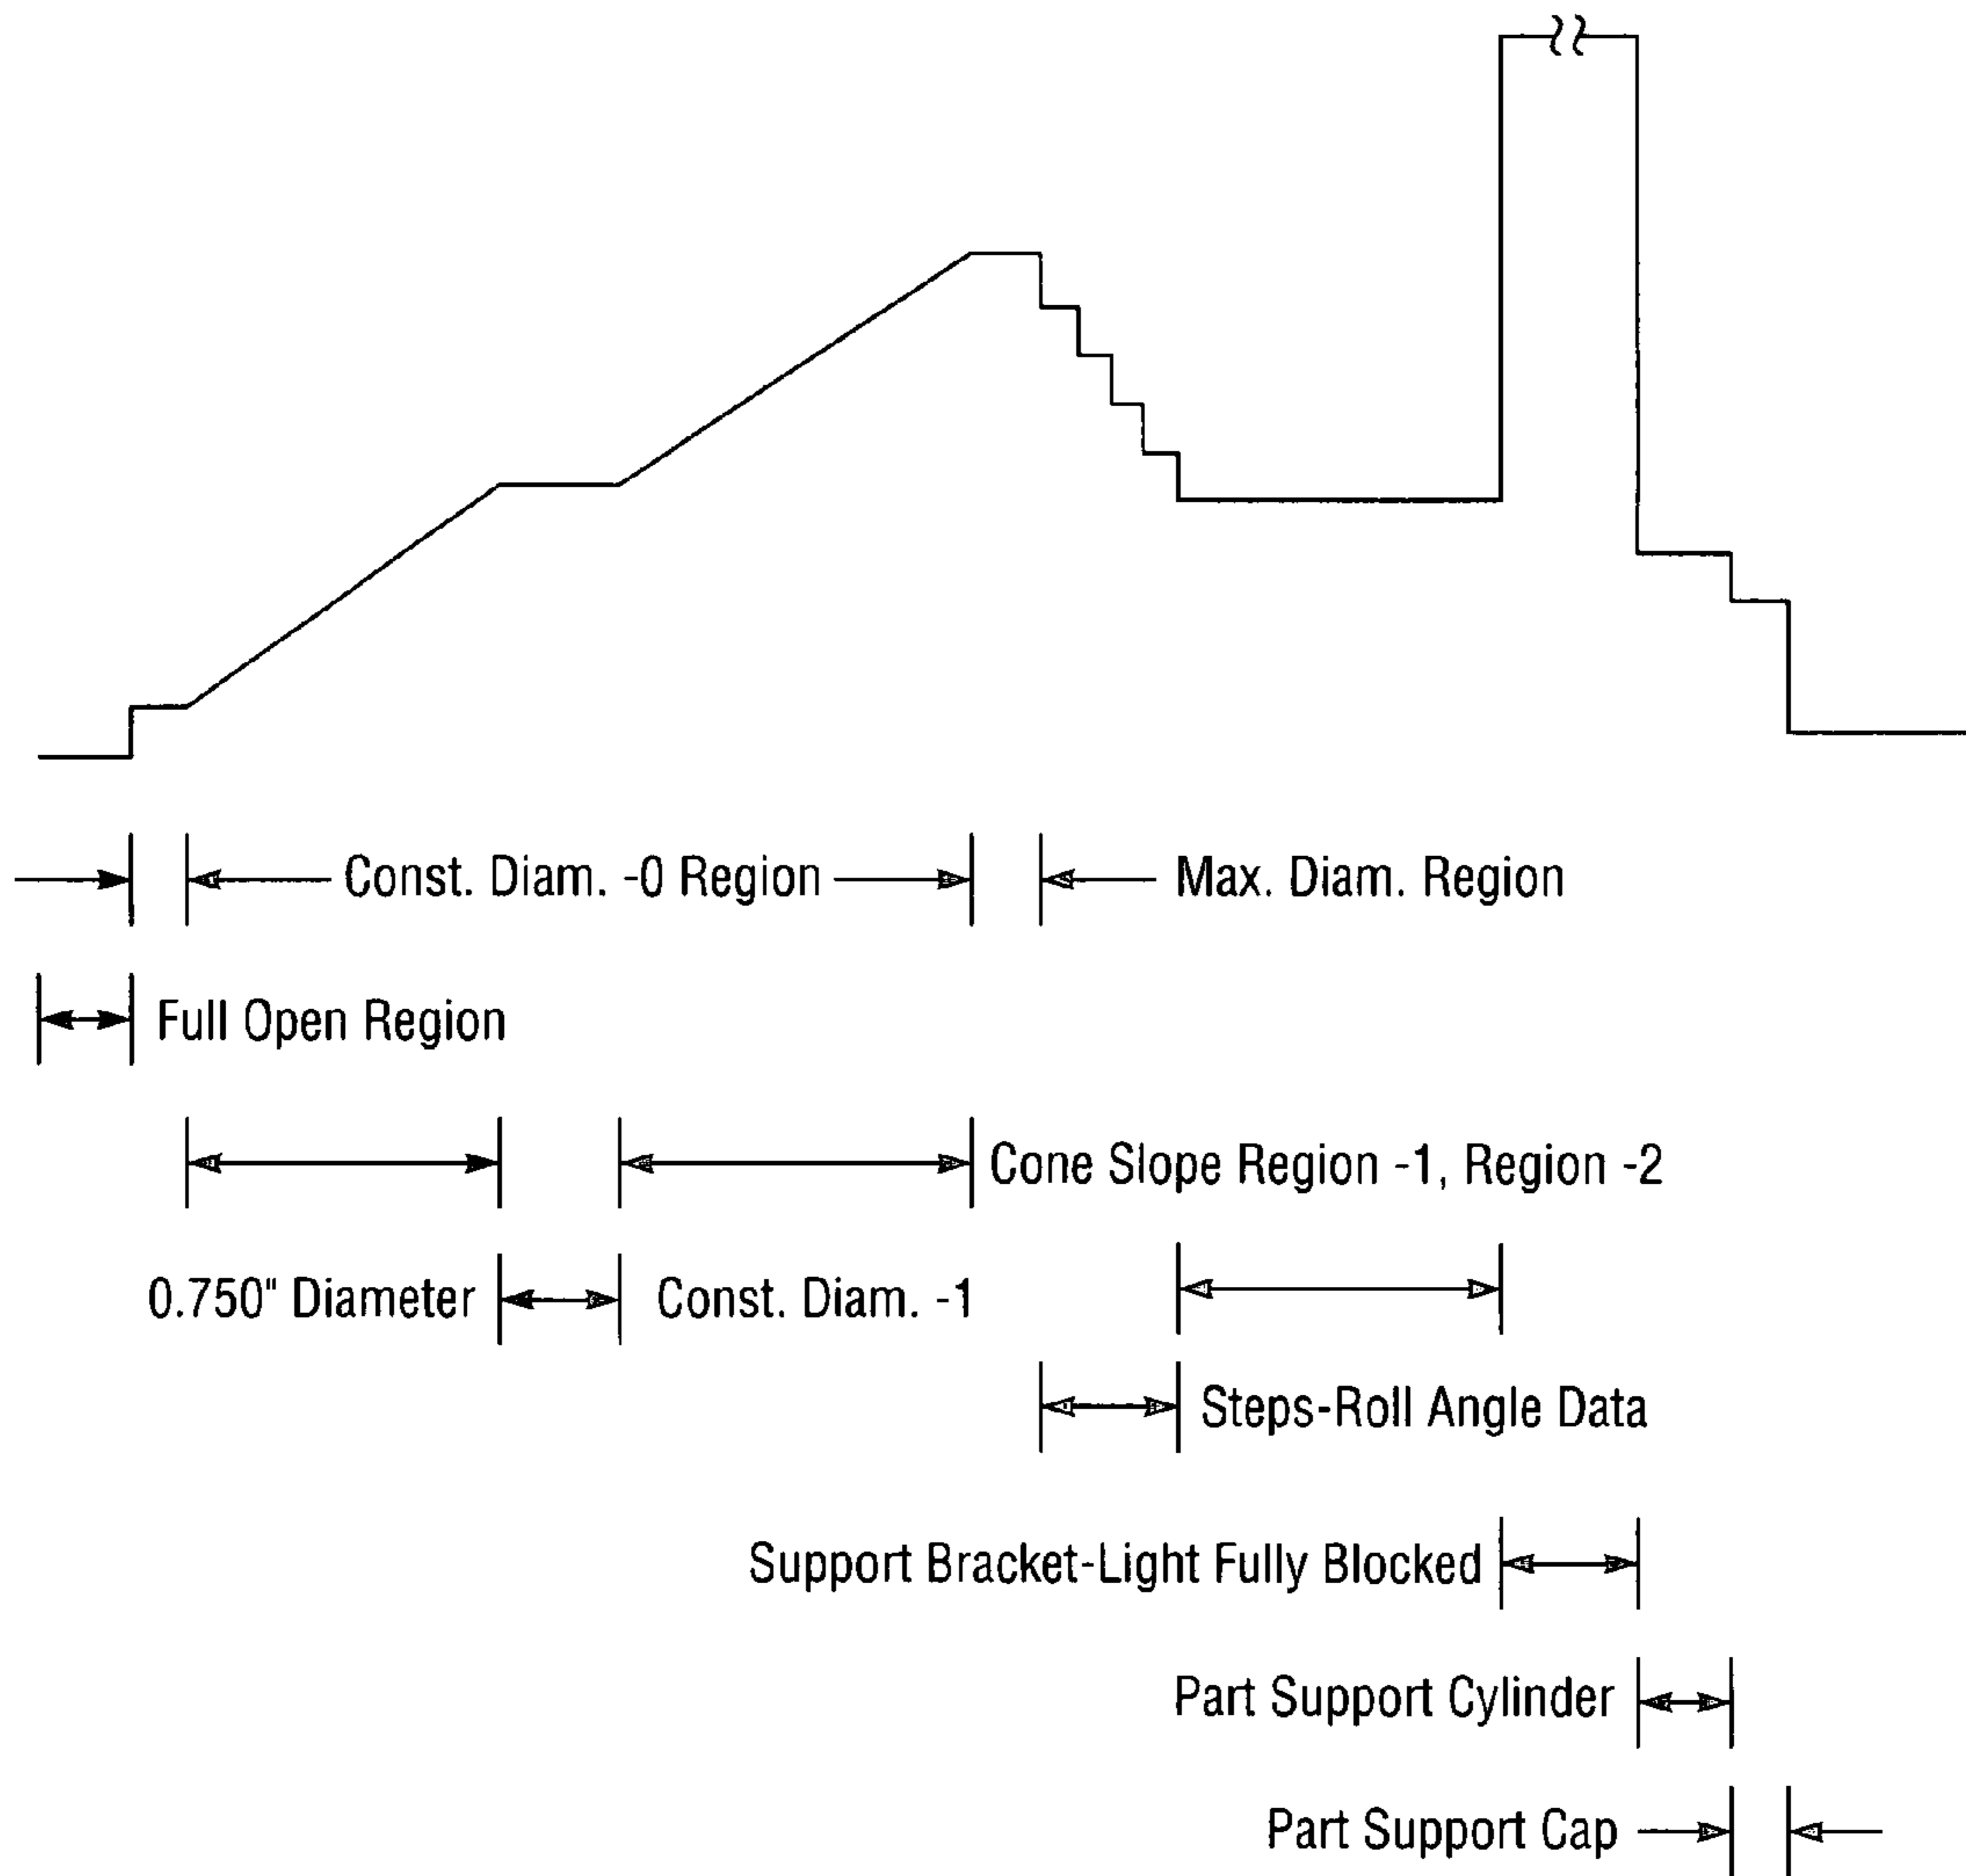 Const. Diam. -0 Region
Max. Diam. Region
Full Open Region
Cone Slope Region -1, Region -2
0.750" Diameter
Const. Diam. -1
Steps-Roll Angle Data
Support Bracket-Light Fully Blocked
Part Support Cylinder
Part Support Cap